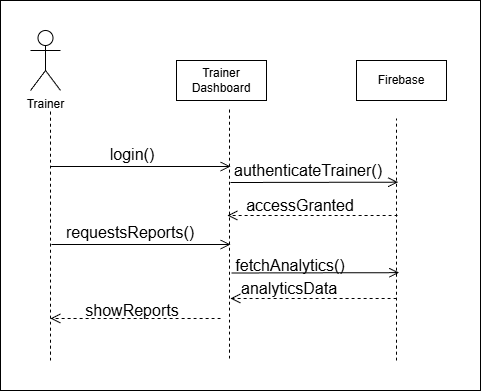 Trainer
Trainer
Dashboard
Firebase
login()
authenticateTrainer()
accessGranted
requestsReports()
fetchAnalytics()
analyticsData
showReports